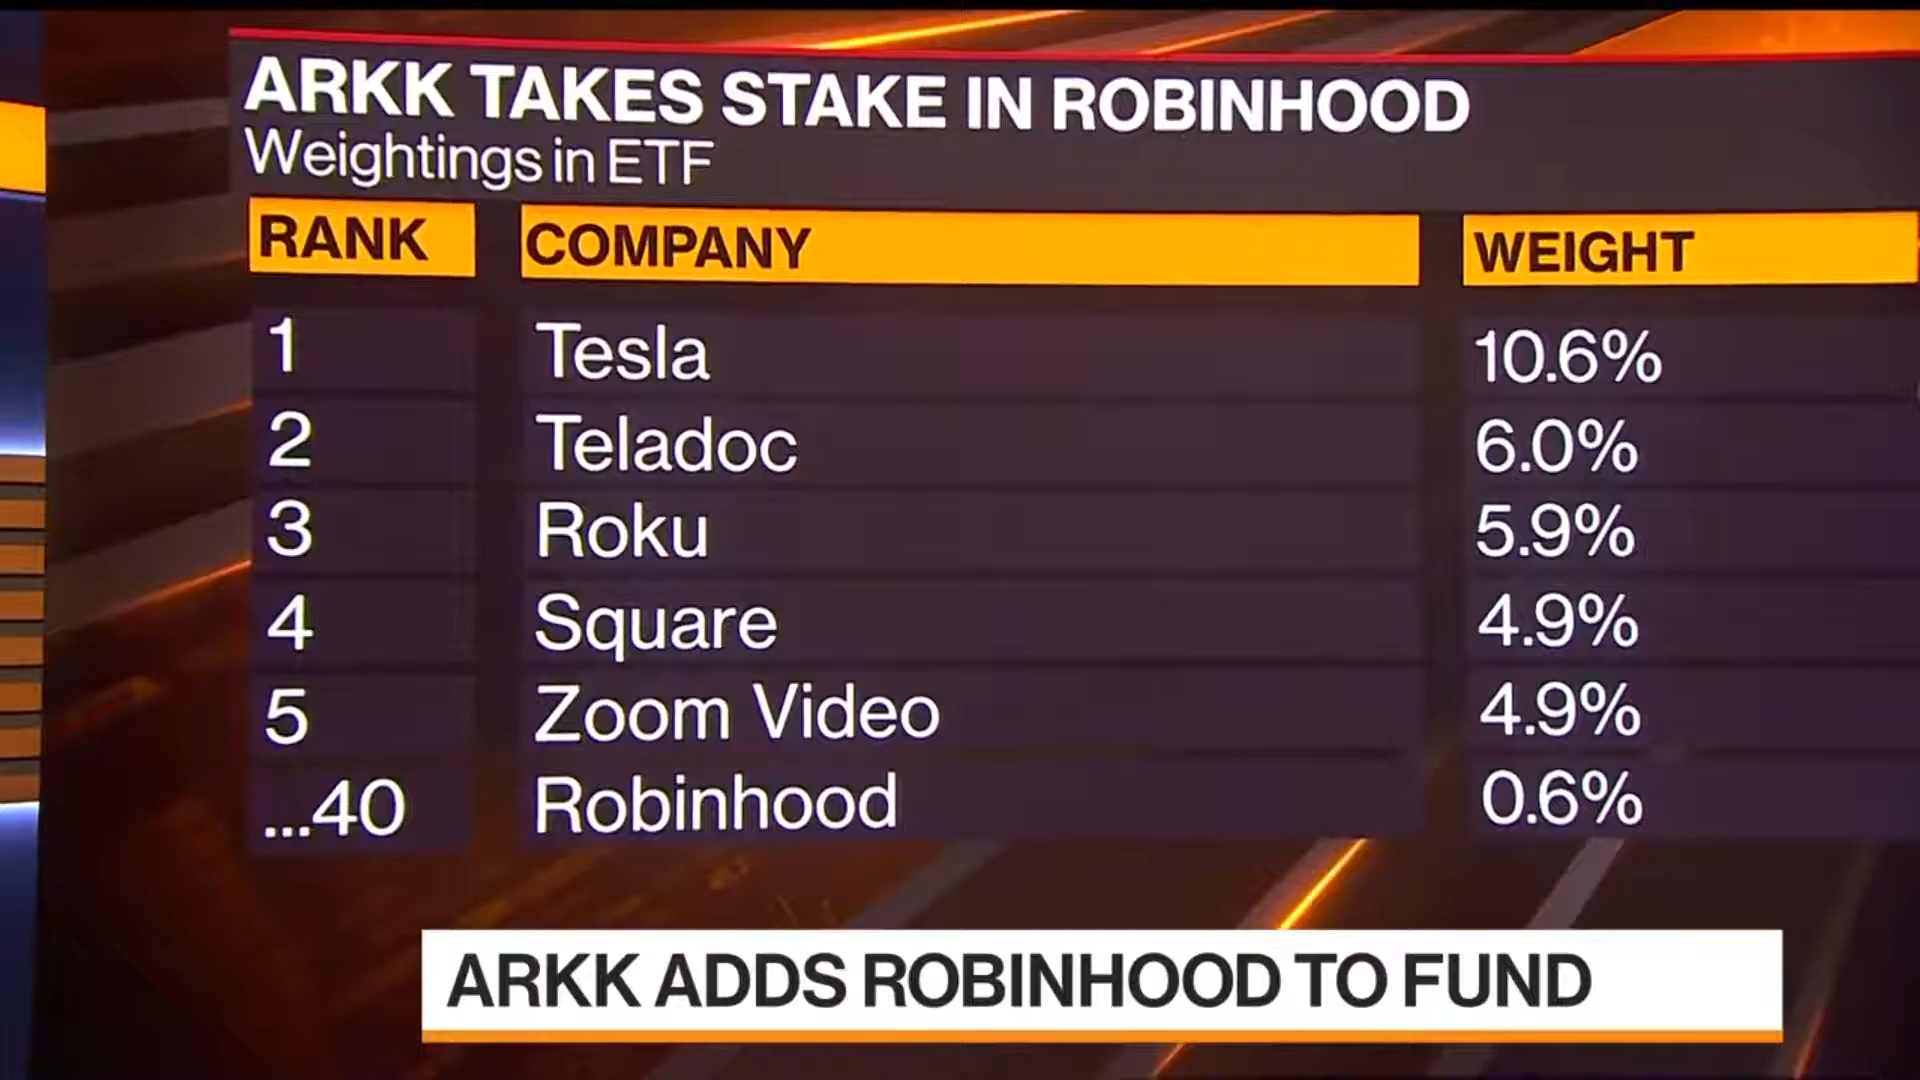 ARKK TAKES STAKE IN ROBINHOOD
Weightings in ETF
RANK COMPANY WEIGHT
1 Tesla 10.6%
2 Teladoc 6.0%
3 Roku 5.9%
4 Square 4.9%
5 Zoom Video 4.9%
...40 Robinhood 0.6%
ARKK ADDS ROBINHOOD TO FUND